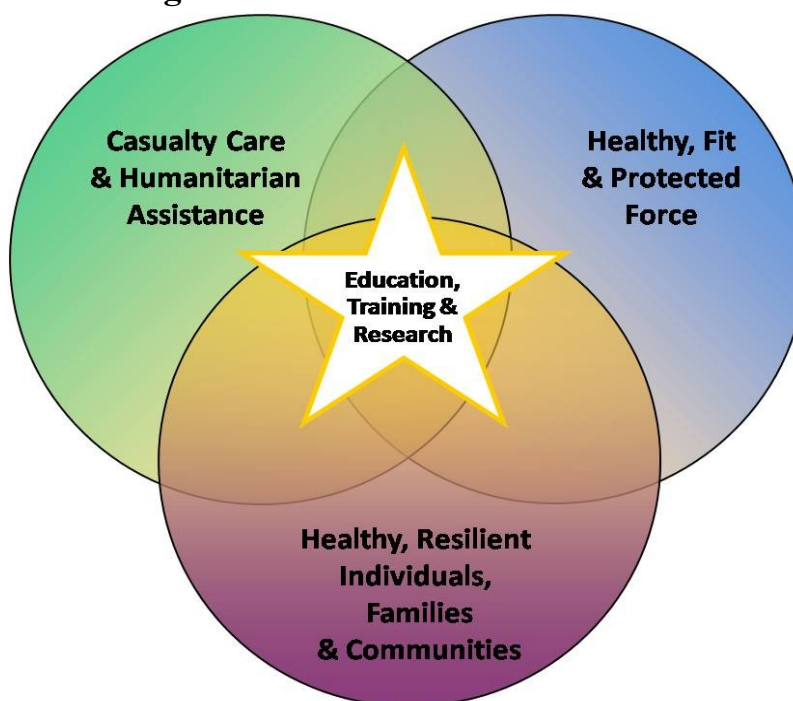 Casualty Care
& Humanitarian
Assistance
Healthy, Fit
& Protected
Force
Education,
Training &
Research
Healthy, Resilient
Individuals,
Families
& Communities